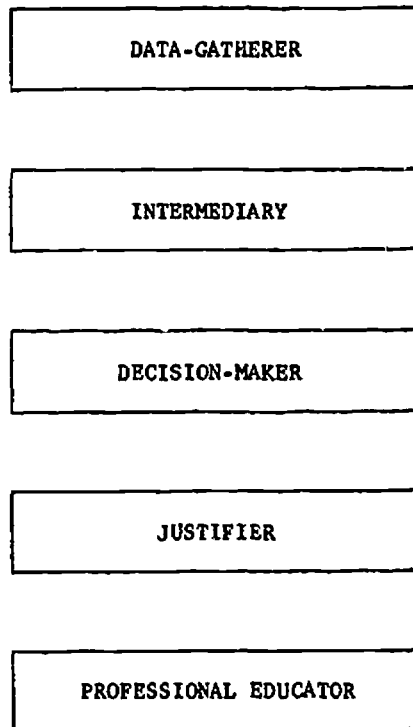 DATA-GATHERER
INTERMEDIARY
DECISION-MAKER
JUSTIFIER
PROFESSIONAL EDUCATOR